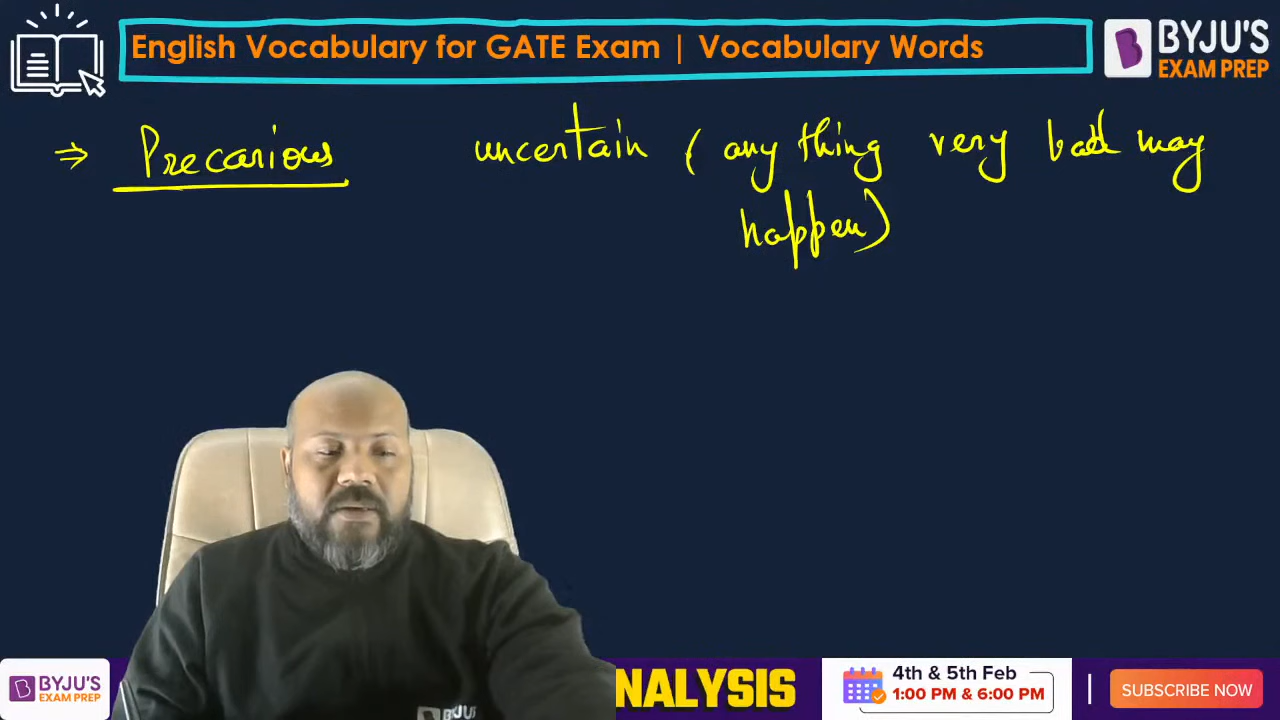 English Vocabulary for GATE Exam | Vocabulary Words
BYJU'S
EXAM PREP
⇒ Precarious uncertain ( any thing very bad may
happen)
BYJU'S
EXAM PREP
NALYSIS
4th & 5th Feb
1:00 PM & 6:00 PM
SUBSCRIBE NOW
BYJU'S